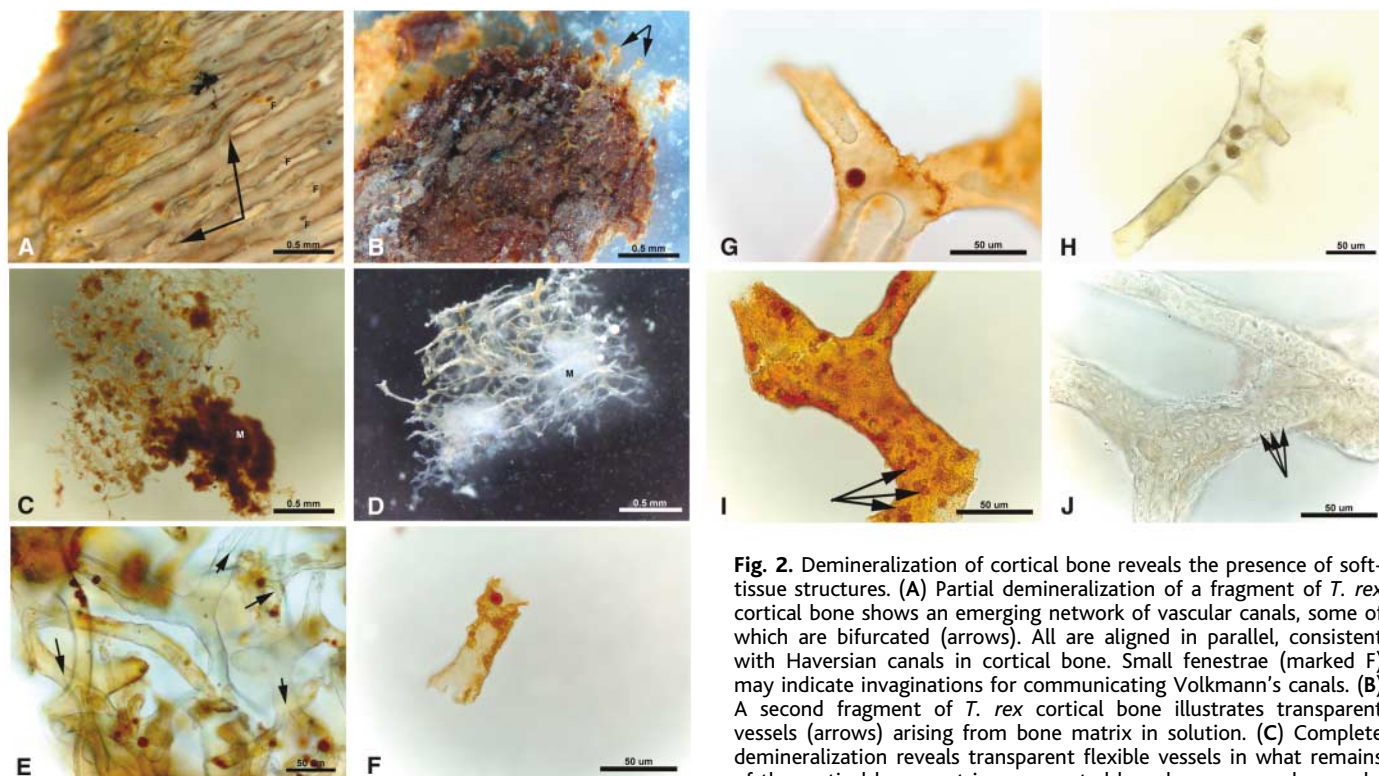 F
F
F
F
A
0.5 mm
B
0.5 mm
M
C
0.5 mm
M
D
0.5 mm
E
50 um
F
50 um
G
50 um
H
50 um
I
50 um
J
50 um
Fig. 2. Demineralization of cortical bone reveals the presence of soft-
tissue structures. (A) Partial demineralization of a fragment of T. rex
cortical bone shows an emerging network of vascular canals, some of
which are bifurcated (arrows). All are aligned in parallel, consistent
with Haversian canals in cortical bone. Small fenestrae (marked F)
may indicate invaginations for communicating Volkmann's canals. (B)
A second fragment of T. rex cortical bone illustrates transparent
vessels (arrows) arising from bone matrix in solution. (C) Complete
demineralization reveals transparent flexible vessels in what remains